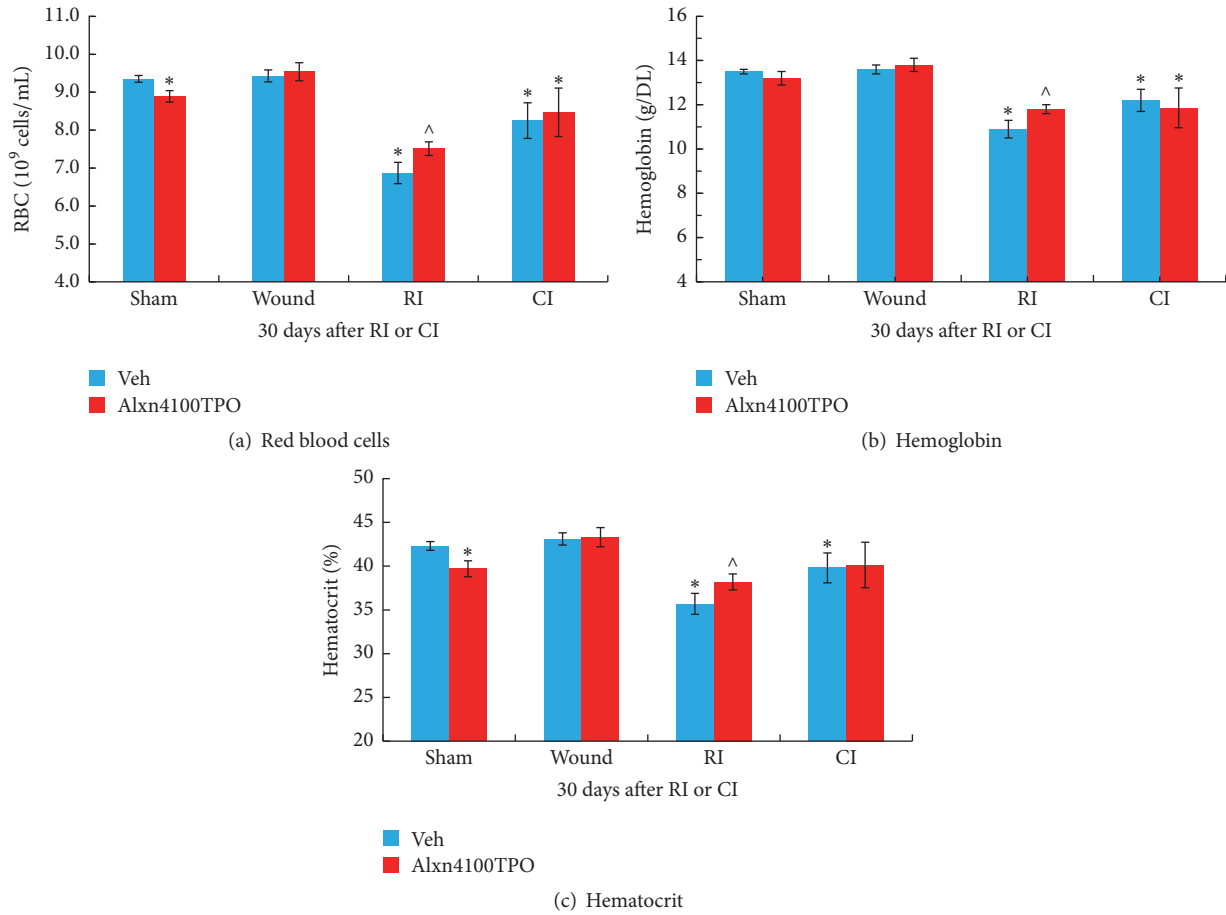 11.0
10.0
9.0
8.0
7.0
6.0
5.0
4.0
RBC (10^9 cells/mL)
*
^
*
*
*
Sham Wound RI CI
30 days after RI or CI
Veh
Alxn4100TPO
(a) Red blood cells
16
14
12
10
8
6
4
Hemoglobin (g/DL)
*
^
*
*
Sham Wound RI CI
30 days after RI or CI
Veh
Alxn4100TPO
(b) Hemoglobin
50
45
40
35
30
25
20
Hematocrit (%)
*
*
^
*
Sham Wound RI CI
30 days after RI or CI
Veh
Alxn4100TPO
(c) Hematocrit